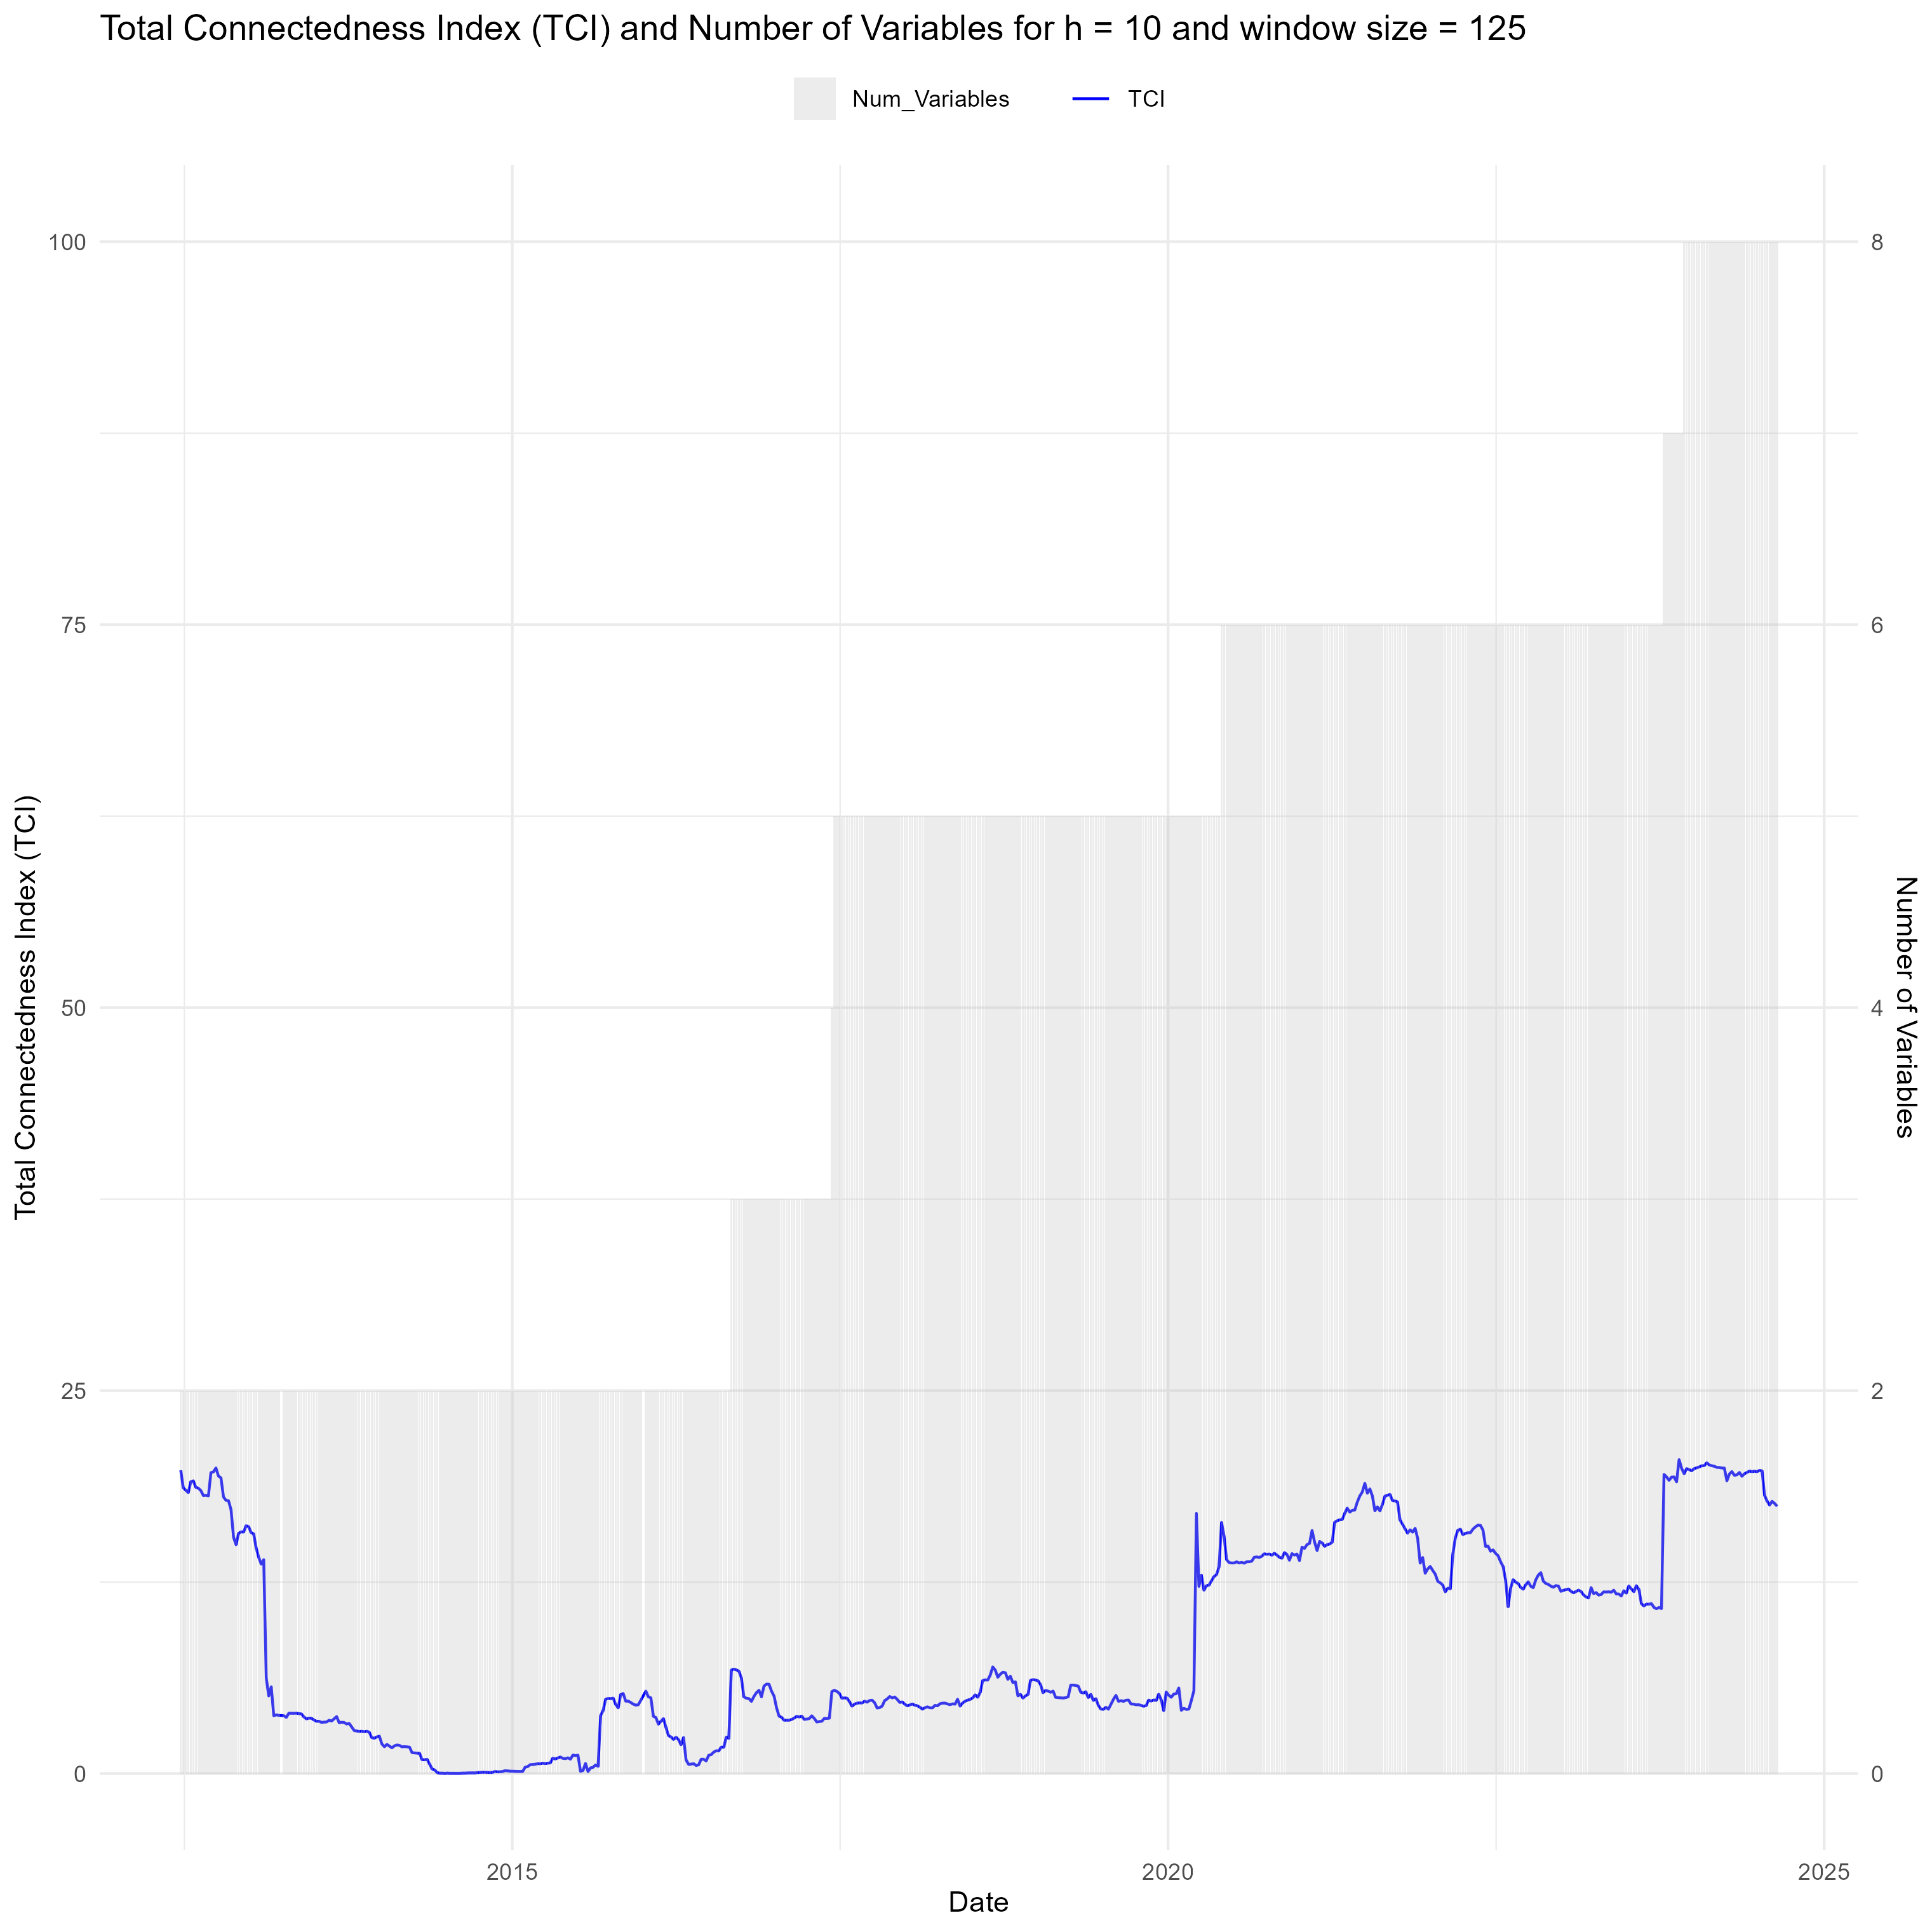 Total Connectedness Index (TCI) and Number of Variables for h = 10 and window size = 125
Num_Variables
TCI
Total Connectedness Index (TCI)
100
75
50
25
0
8
6
4
2
0
Number of Variables
2015
2020
2025
Date